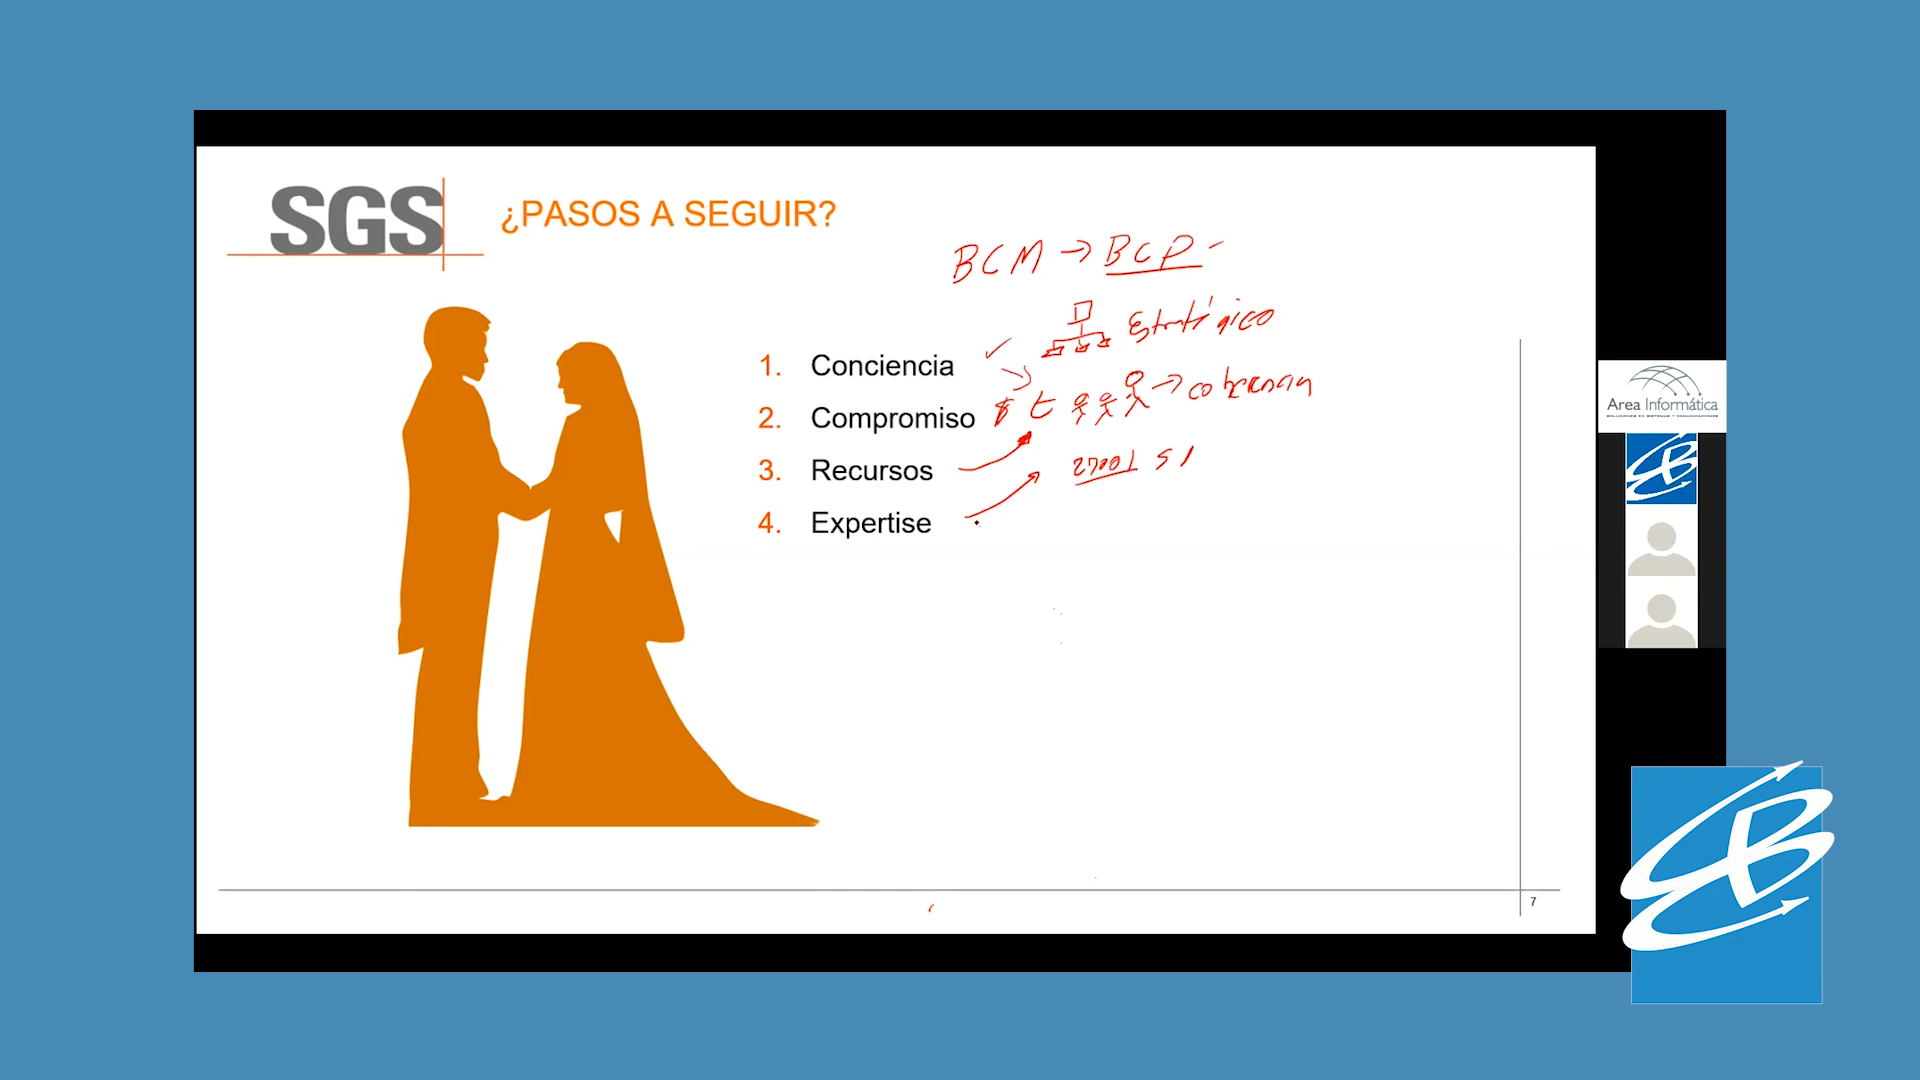 SGS
¿PASOS A SEGUIR?
BCM → BCP
Estratégico
1. Conciencia
2. Compromiso
3. Recursos
27001 SI
4. Expertise
Area Informática
7